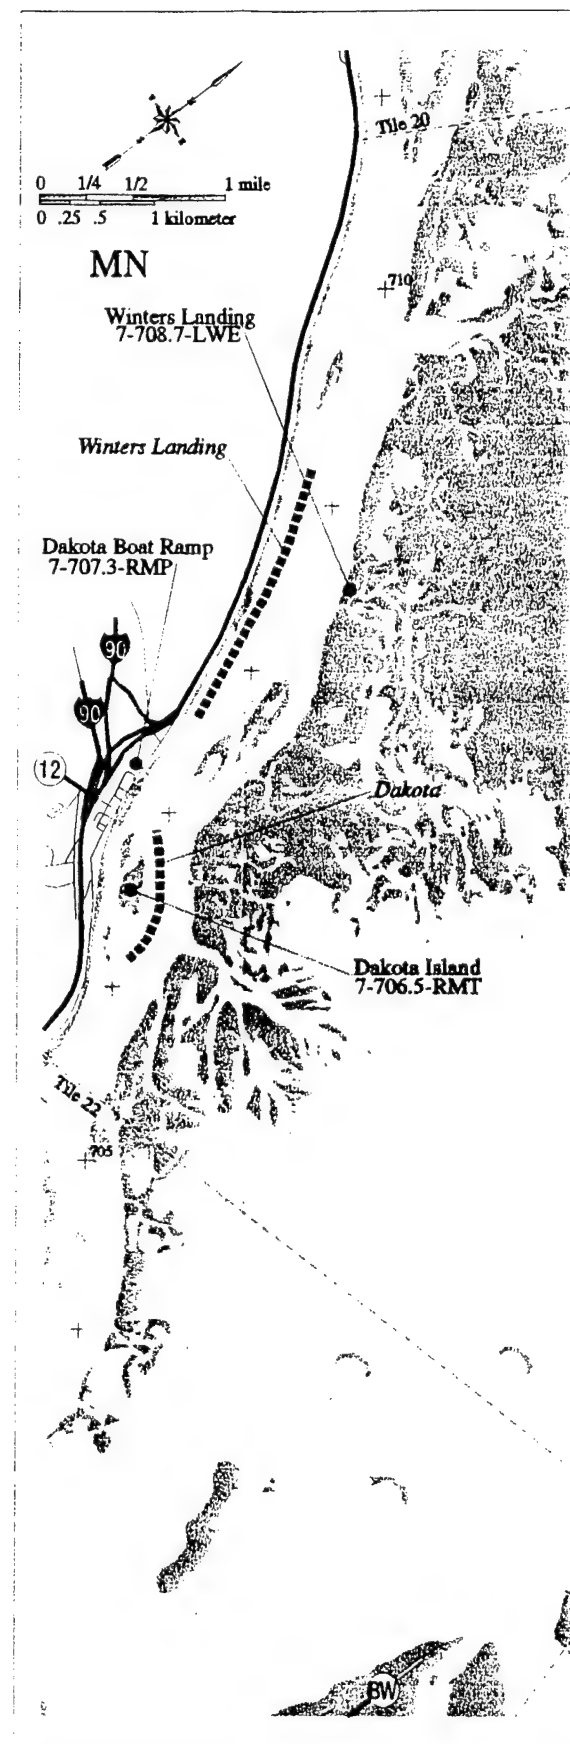 Tile 20
0 1/4 1/2 1 mile
0 .25 .5 1 kilometer
MN
710
Winters Landing
7-708.7-LWE
Winters Landing
Dakota Boat Ramp
7-707.3-RMP
90
90
12
Dakota
Dakota Island
7-706.5-RMT
Tile 22
705
BW